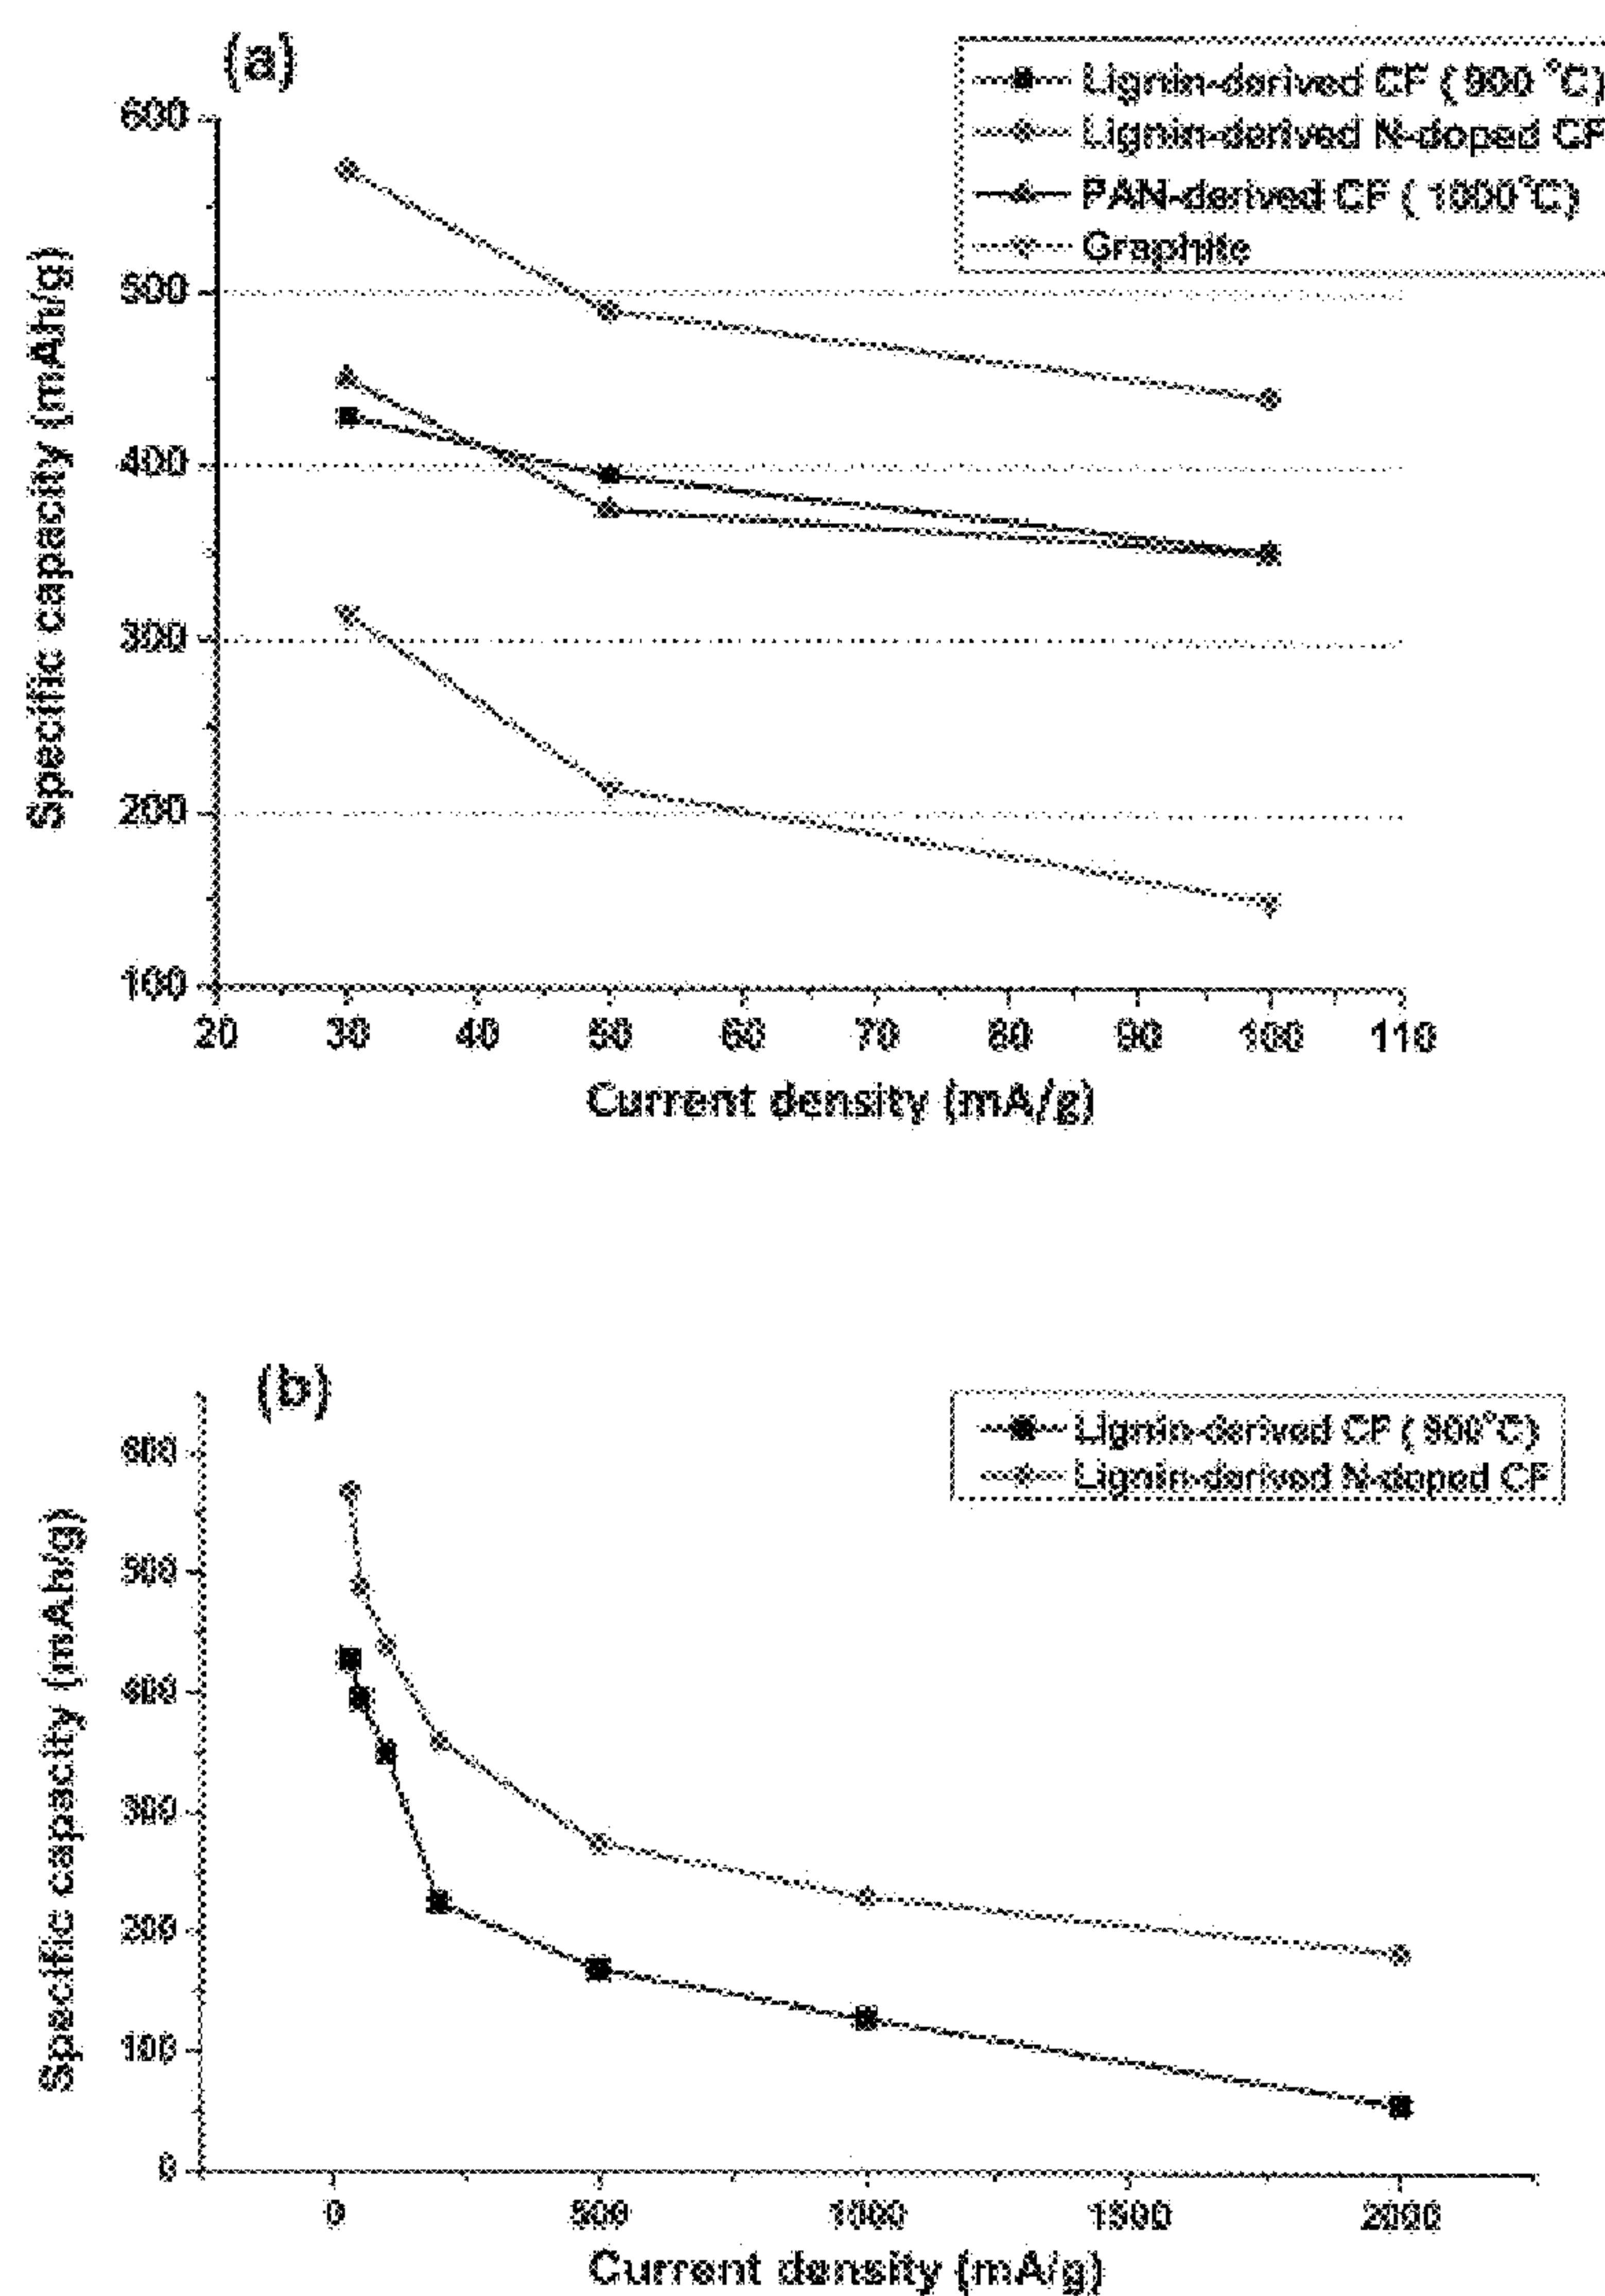 (a)
Lignin-derived CF ( 900 °C)
Lignin-derived N-doped CF
PAN-derived CF ( 1000°C)
Graphite
600
500
400
300
200
100
20 30 40 50 60 70 80 90 100 110
Specific capacity (mAh/g)
Current density (mA/g)
(b)
Lignin-derived CF ( 900°C)
Lignin-derived N-doped CF
600
500
400
300
200
100
0
0 500 1000 1500 2000
Specific capacity (mAh/g)
Current density (mA/g)